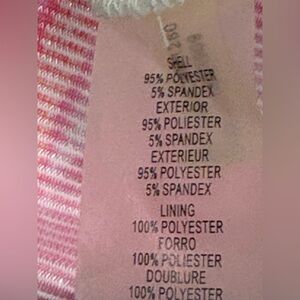 SHELL
95% POLYESTER
5% SPANDEX
EXTERIOR
95% POLIESTER
5% SPANDEX
EXTERIEUR
95% POLYESTER
5% SPANDEX
LINING
100% POLYESTER
FORRO
100% POLIESTER
DOUBLURE
100% POLYESTER